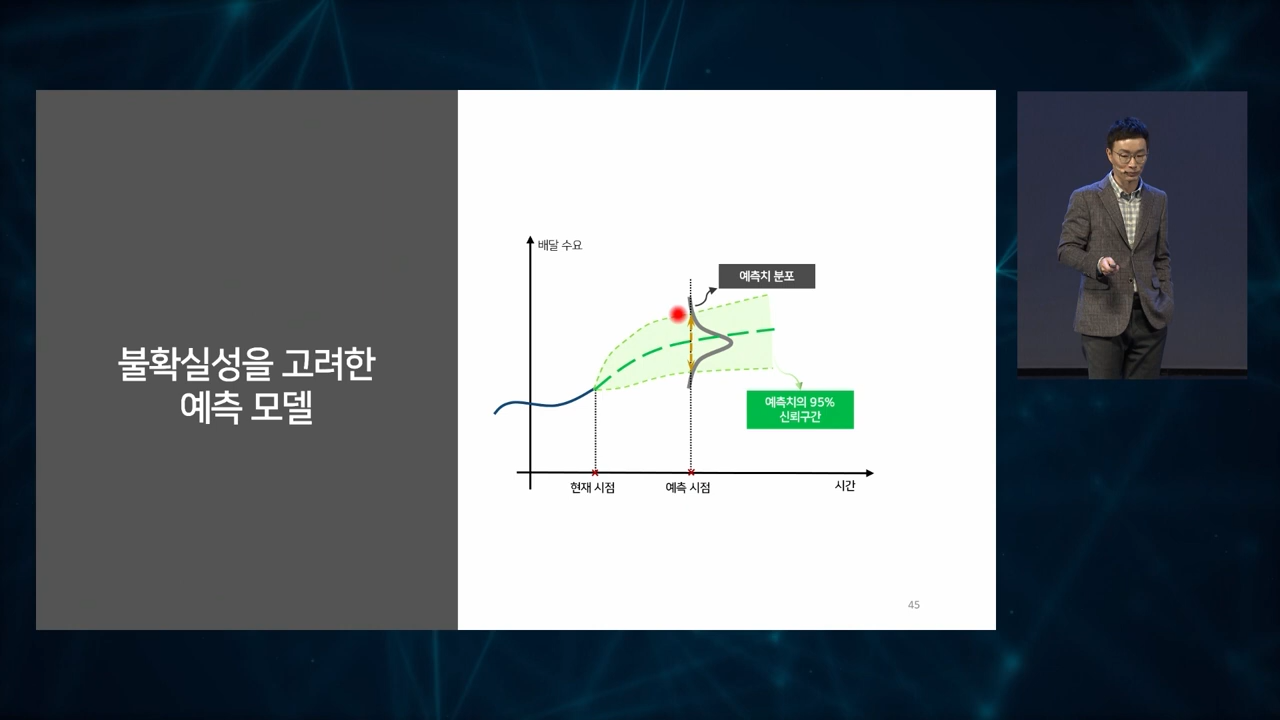 불확실성을 고려한
예측 모델
배달 수요
예측치 분포
예측치의 95%
신뢰구간
현재 시점
예측 시점
시간
45